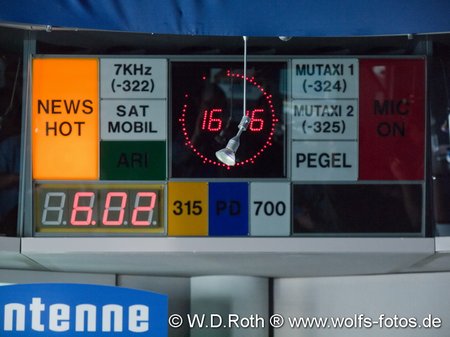 NEWS
HOT
7KHz
(-322)
SAT
MOBIL
ARI
16 16
MUTAXI 1
(-324)
MUTAXI 2
(-325)
PEGEL
MIC
ON
6.02
315
PD
700
ntenne
© W.D.Roth ® www.wolfs-fotos.de